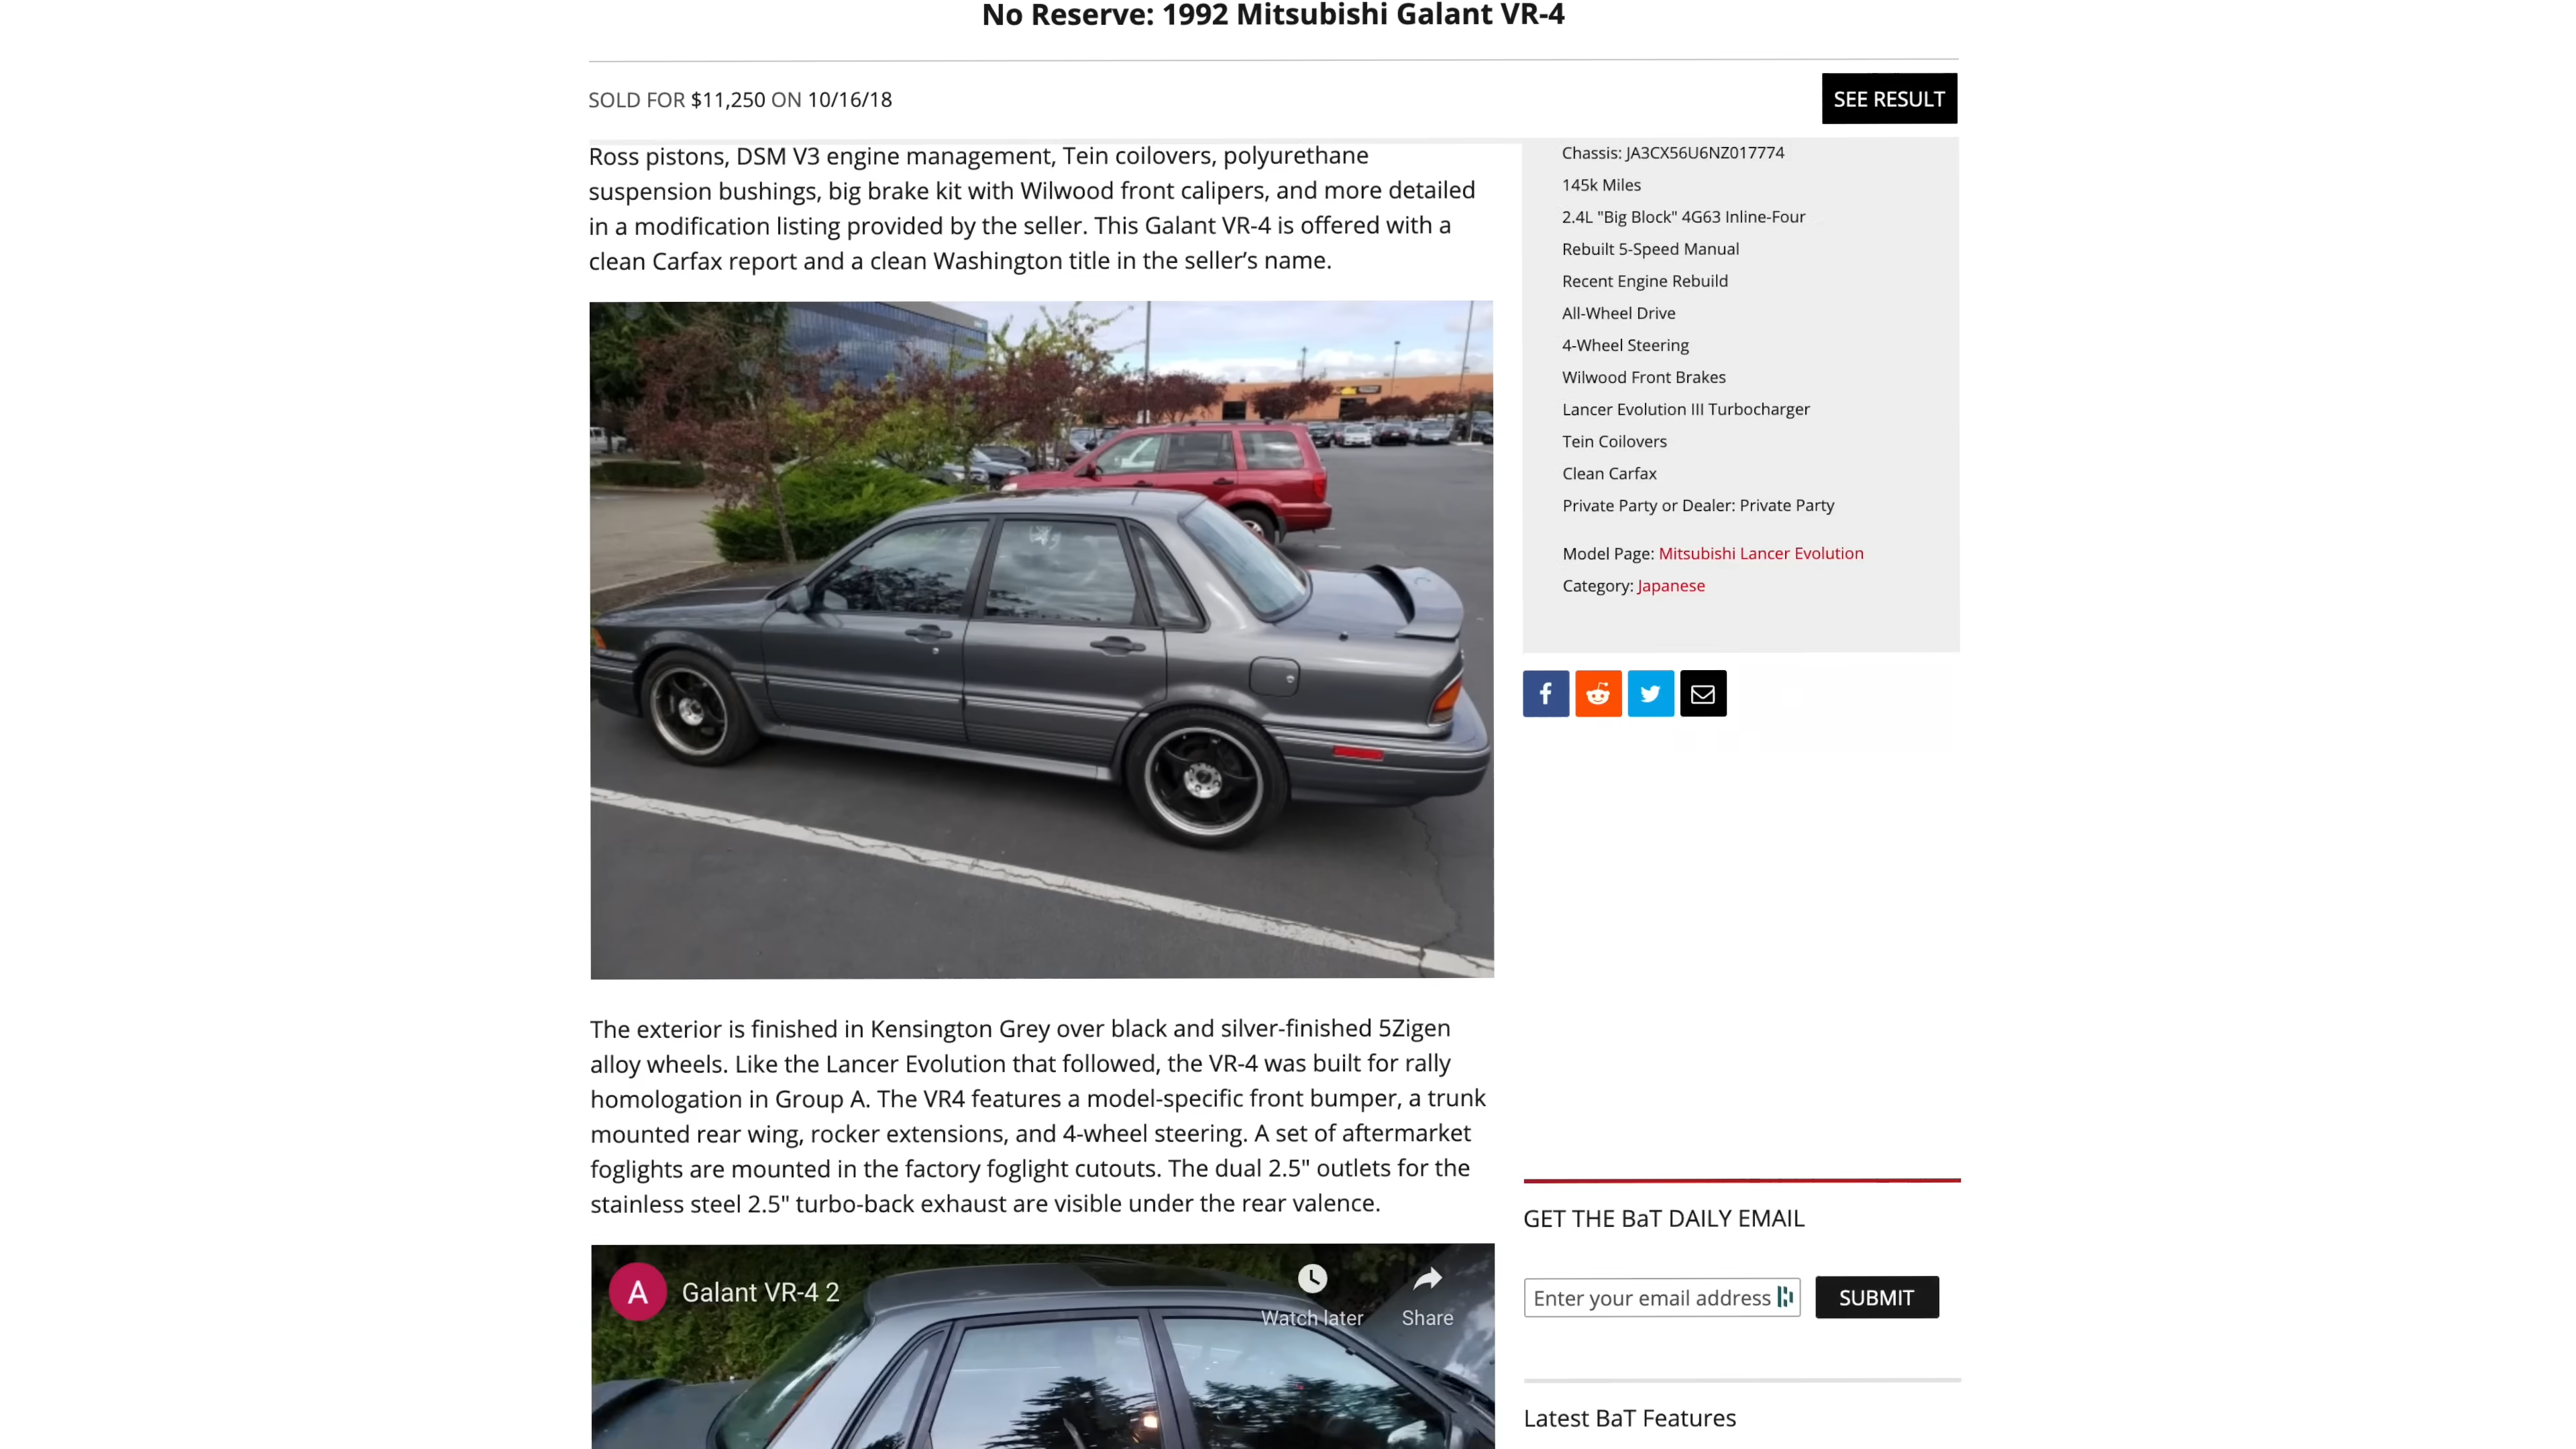 No Reserve: 1992 Mitsubishi Galant VR-4
SOLD FOR $11,250 ON 10/16/18
SEE RESULT
Ross pistons, DSM V3 engine management, Tein coilovers, polyurethane
suspension bushings, big brake kit with Wilwood front calipers, and more detailed
in a modification listing provided by the seller. This Galant VR-4 is offered with a
clean Carfax report and a clean Washington title in the seller’s name.
Chassis: JA3CX56U6NZ017774
145k Miles
2.4L "Big Block" 4G63 Inline-Four
Rebuilt 5-Speed Manual
Recent Engine Rebuild
All-Wheel Drive
4-Wheel Steering
Wilwood Front Brakes
Lancer Evolution III Turbocharger
Tein Coilovers
Clean Carfax
Private Party or Dealer: Private Party
Model Page: Mitsubishi Lancer Evolution
Category: Japanese
The exterior is finished in Kensington Grey over black and silver-finished 5Zigen
alloy wheels. Like the Lancer Evolution that followed, the VR-4 was built for rally
homologation in Group A. The VR4 features a model-specific front bumper, a trunk
mounted rear wing, rocker extensions, and 4-wheel steering. A set of aftermarket
foglights are mounted in the factory foglight cutouts. The dual 2.5" outlets for the
stainless steel 2.5" turbo-back exhaust are visible under the rear valence.
A
Galant VR-4 2
Watch later
Share
GET THE BaT DAILY EMAIL
Enter your email address
SUBMIT
Latest BaT Features